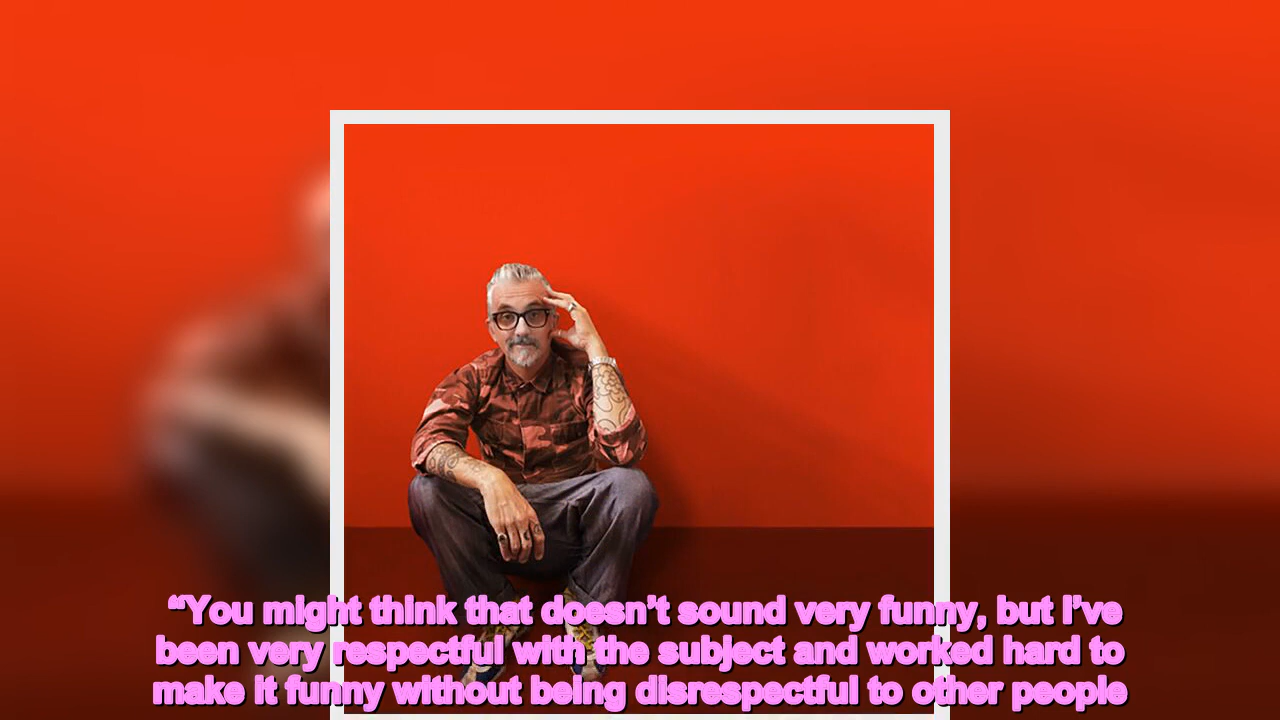 “You might think that doesn’t sound very funny, but I’ve
been very respectful with the subject and worked hard to
make it funny without being disrespectful to other people